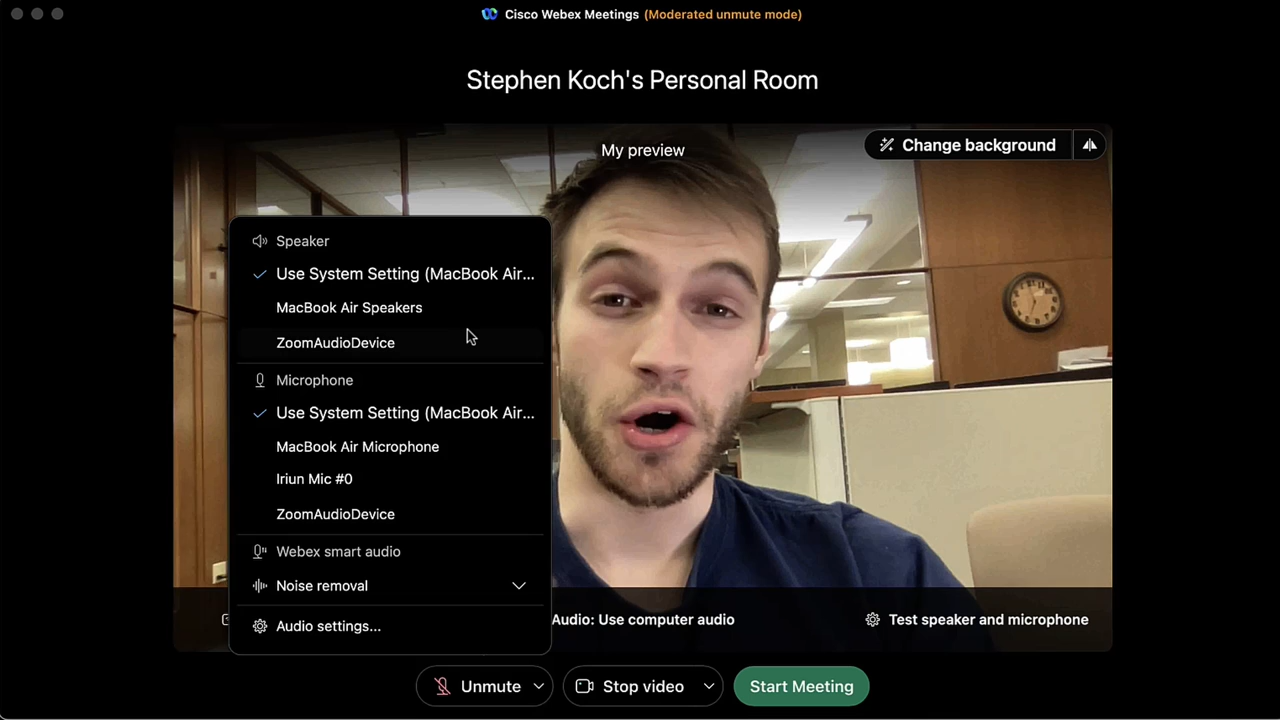 Cisco Webex Meetings (Moderated unmute mode)
Stephen Koch's Personal Room
My preview
Change background
Speaker
Use System Setting (MacBook Air...
MacBook Air Speakers
ZoomAudioDevice
Microphone
Use System Setting (MacBook Air...
MacBook Air Microphone
Iriun Mic #0
ZoomAudioDevice
Webex smart audio
Noise removal
Audio settings...
Audio: Use computer audio
Test speaker and microphone
Unmute
Stop video
Start Meeting